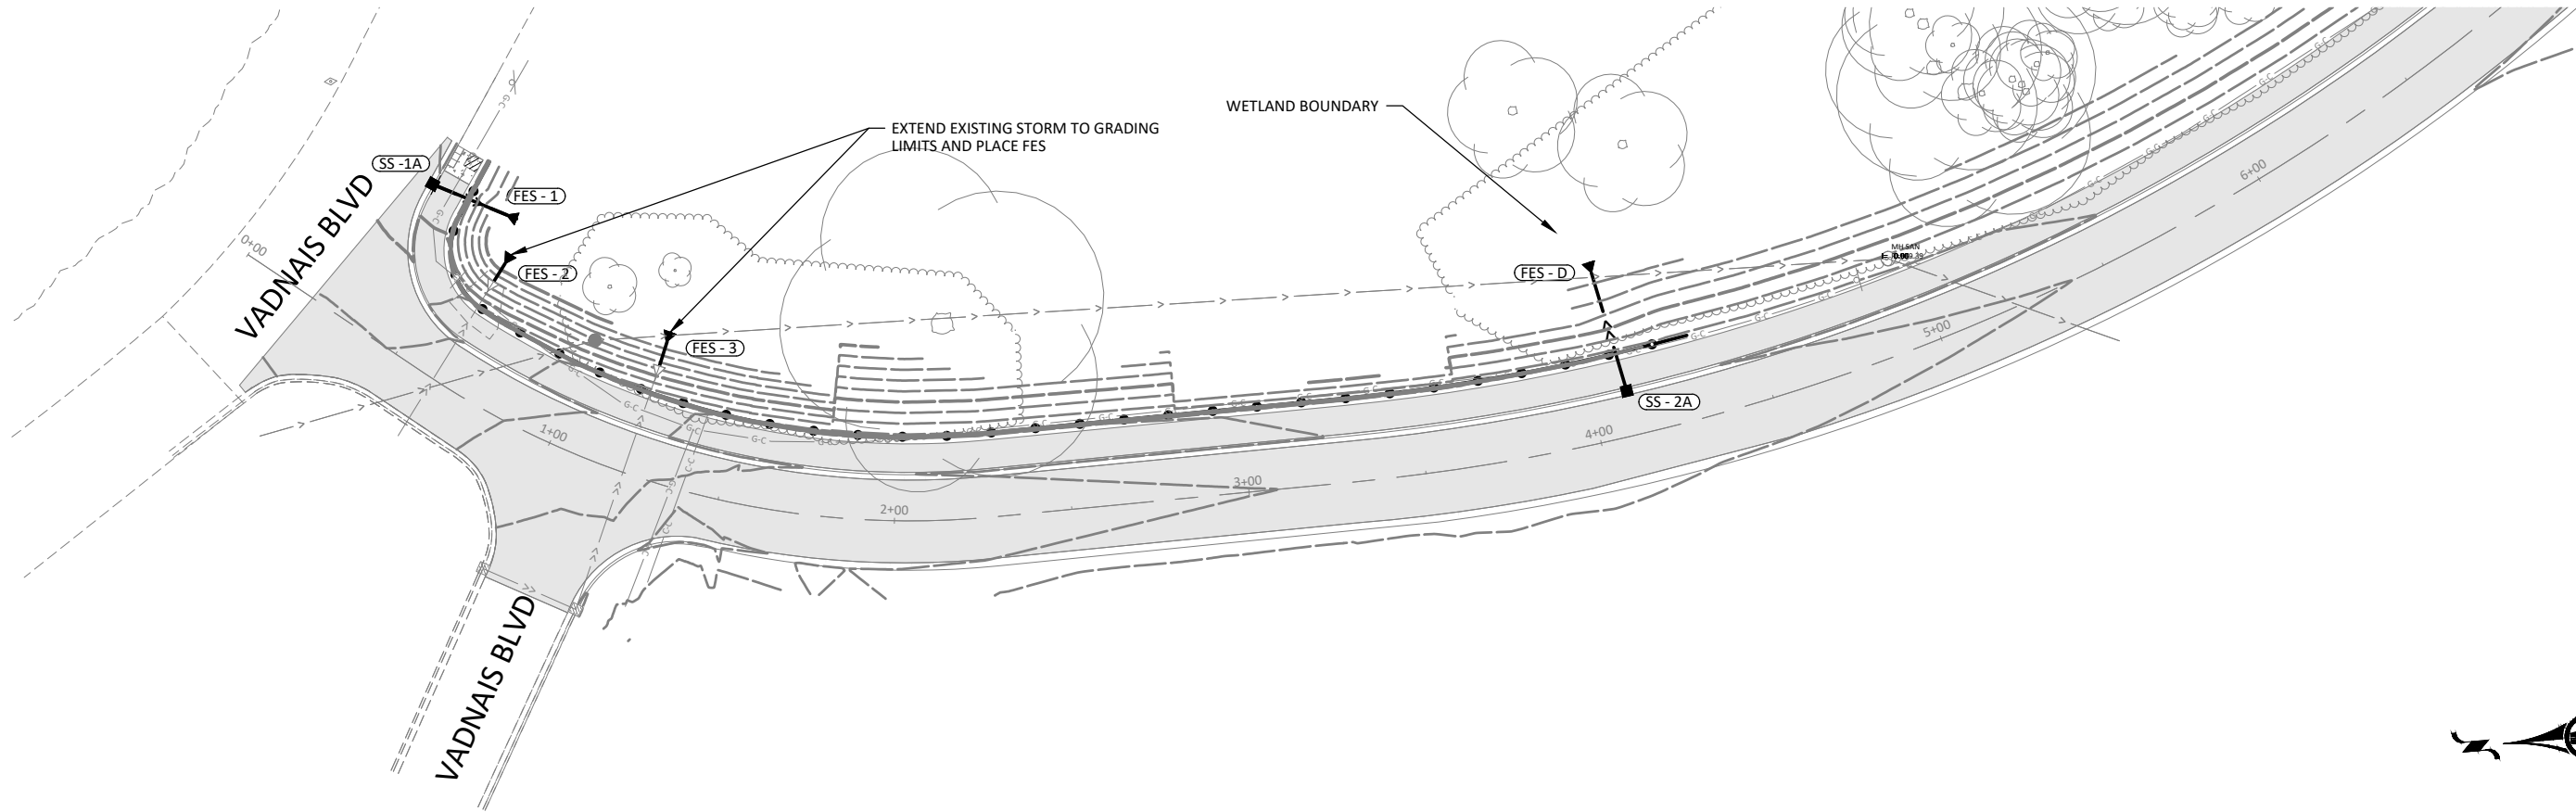 WETLAND BOUNDARY
EXTEND EXISTING STORM TO GRADING
LIMITS AND PLACE FES
SS -1A
FES - 1
VADNAIS BLVD
0+00
FES - 2
FES - 3
FES - D
SS - 2A
MH SAN
1+00
2+00
3+00
4+00
5+00
6+00
VADNAIS BLVD
G-C
G-C
G-C
G-C
G-C
G-C
G-C
G-C
G-C
G-C
G-C